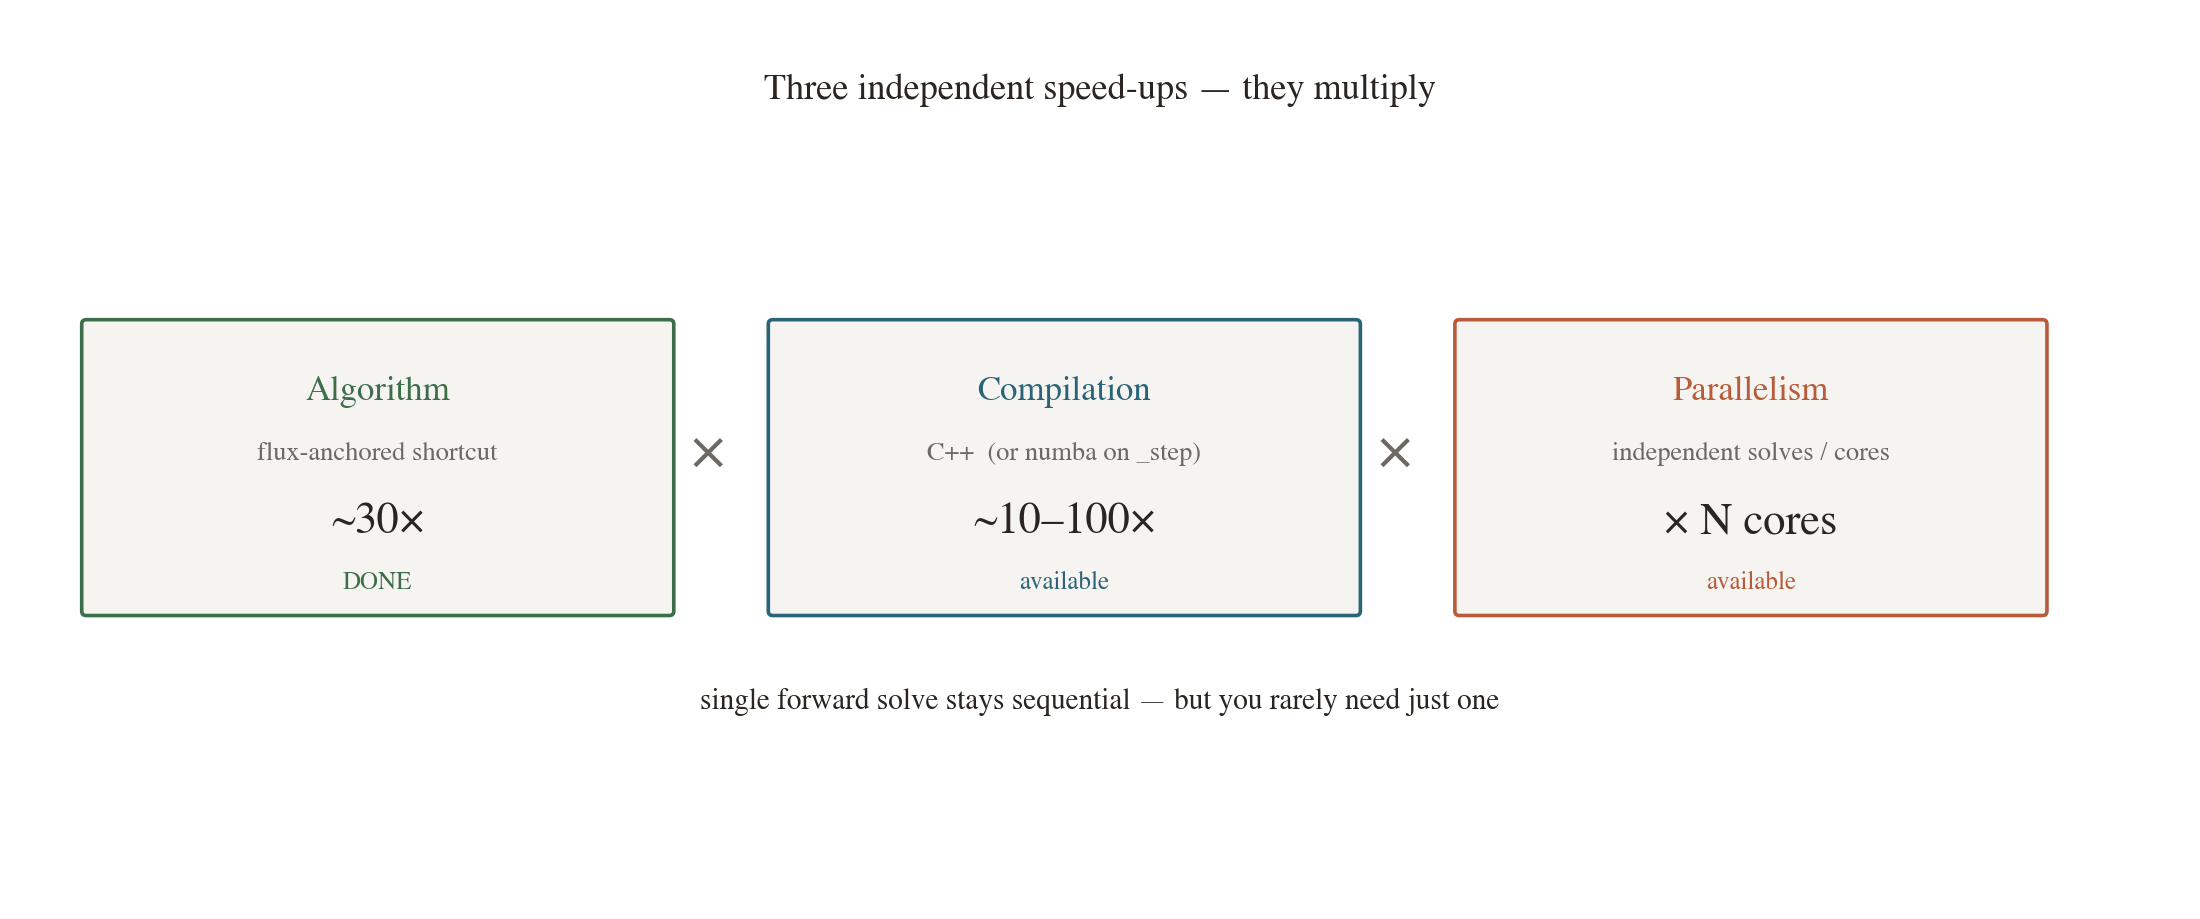 Three independent speed-ups — they multiply
Algorithm
flux-anchored shortcut
~30×
DONE
×
Compilation
C++ (or numba on _step)
~10–100×
available
×
Parallelism
independent solves / cores
× N cores
available
single forward solve stays sequential — but you rarely need just one